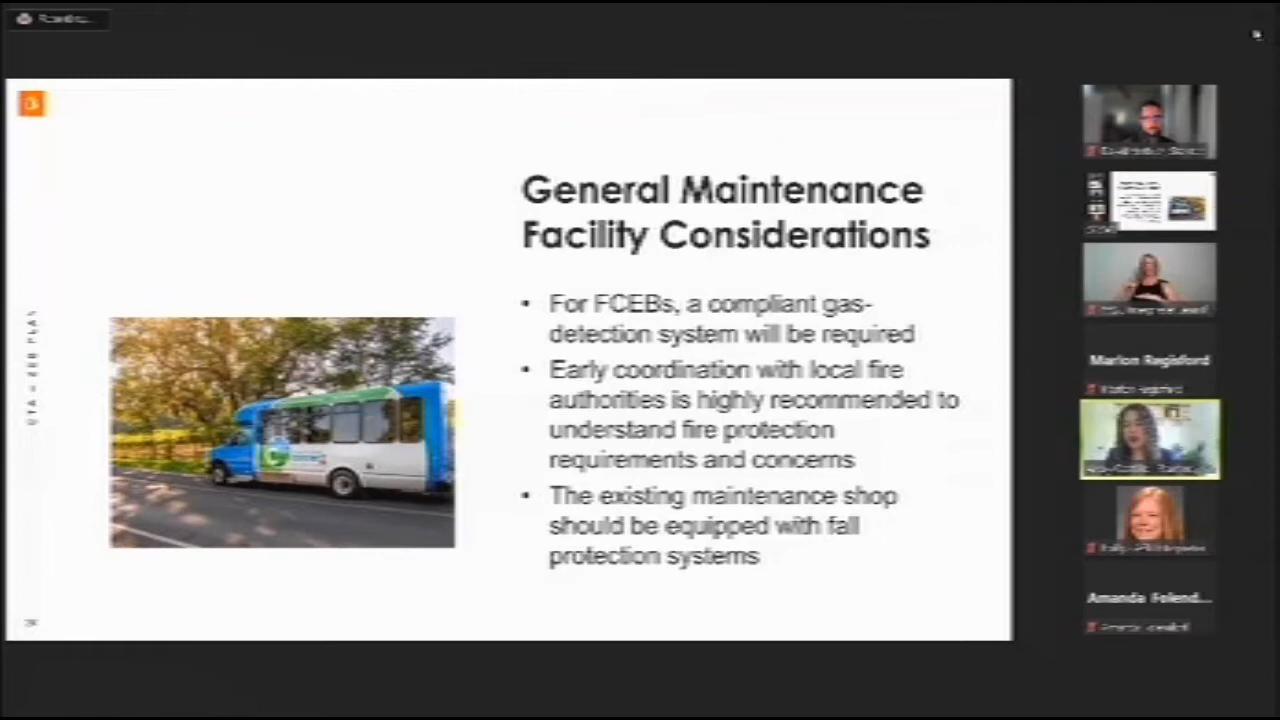 General Maintenance
Facility Considerations
• For FCEBs, a compliant gas-
detection system will be required
• Early coordination with local fire
authorities is highly recommended to
understand fire protection
requirements and concerns
• The existing maintenance shop
should be equipped with fall
protection systems
Marlon Regisford
Amanda Folend...